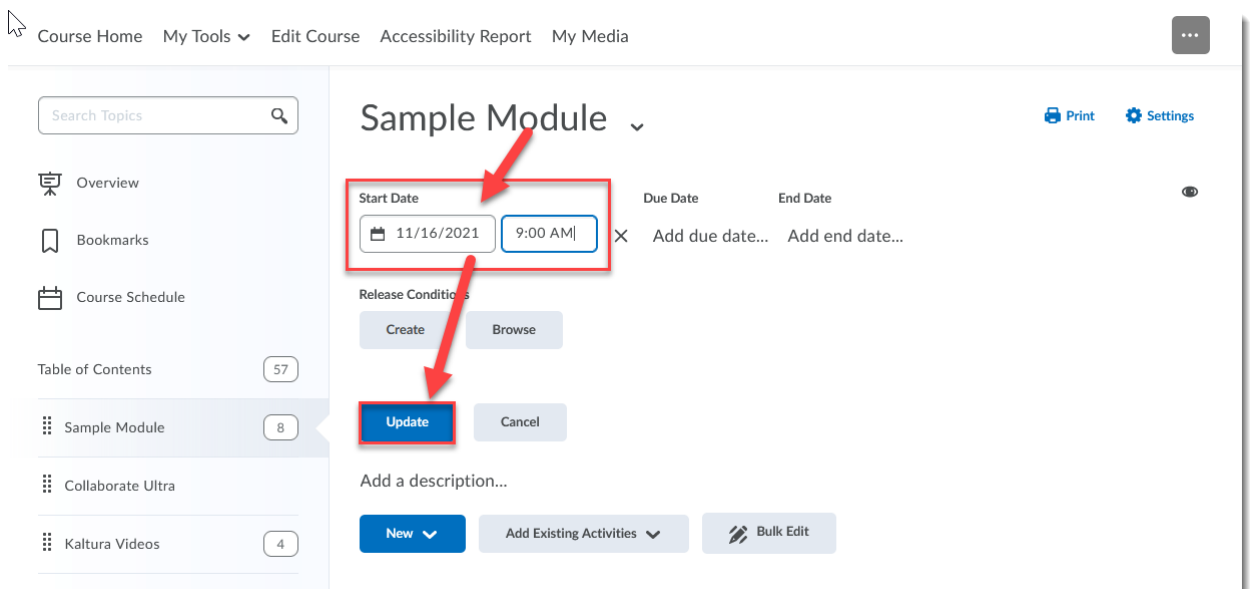 Course Home My Tools Edit Course Accessibility Report My Media
Search Topics
Overview
Bookmarks
Course Schedule
Table of Contents 57
Sample Module 8
Collaborate Ultra
Kaltura Videos 4
Sample Module
Print Settings
Start Date Due Date End Date
11/16/2021 9:00 AM Add due date... Add end date...
Release Conditions
Create Browse
Update Cancel
Add a description...
New Add Existing Activities Bulk Edit